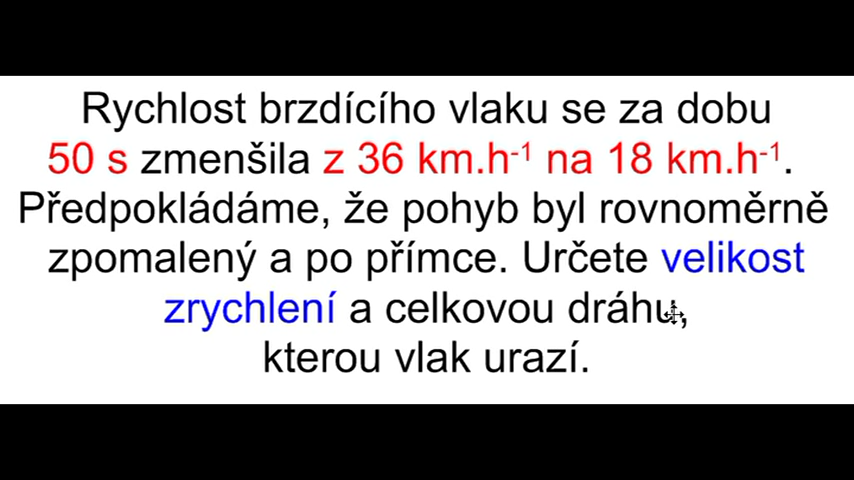 Rychlost brzdícího vlaku se za dobu
50 s zmenšila z 36 km.h⁻¹ na 18 km.h⁻¹.
Předpokládáme, že pohyb byl rovnoměrně
zpomalený a po přímce. Určete velikost
zrychlení a celkovou dráhu,
kterou vlak urazí.